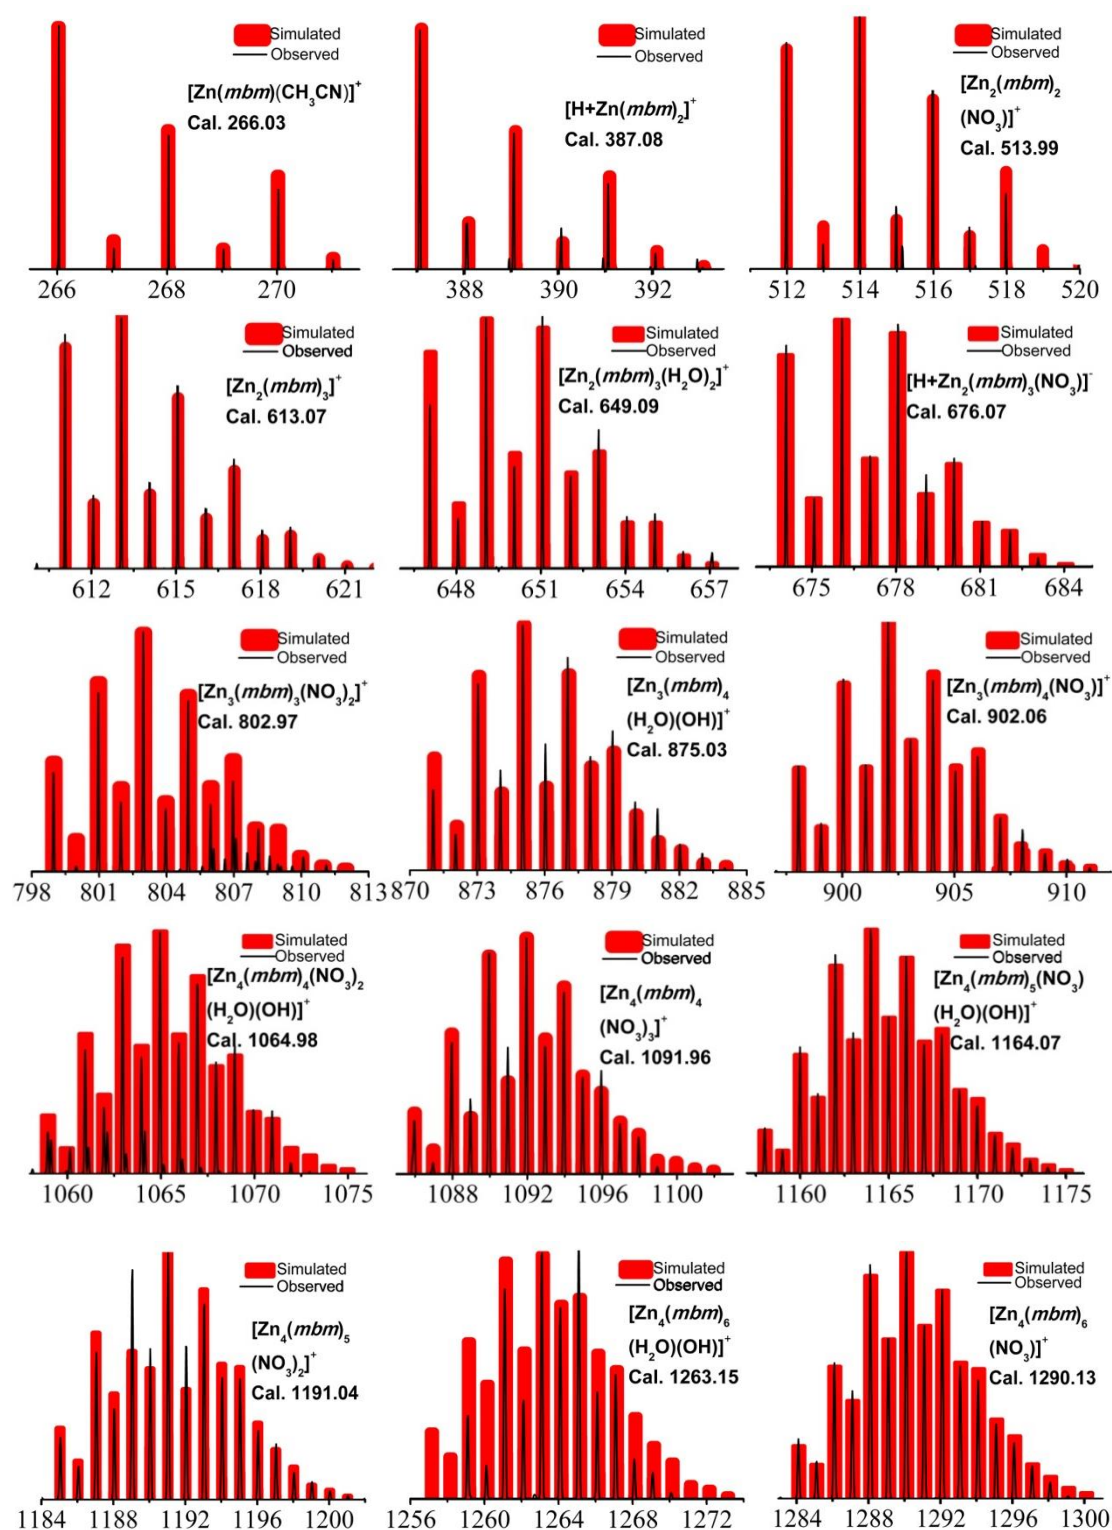 Simulated
Observed
[Zn(mbm)(CH₃CN)]⁺
Cal. 266.03
266 268 270
Simulated
Observed
[H+Zn(mbm)₂]⁺
Cal. 387.08
388 390 392
Simulated
Observed
[Zn₂(mbm)₂
(NO₃)]⁺
Cal. 513.99
512 514 516 518 520
Simulated
Observed
[Zn₂(mbm)₃]⁺
Cal. 613.07
612 615 618 621
Simulated
Observed
[Zn₂(mbm)₃(H₂O)₂]⁺
Cal. 649.09
648 651 654 657
Simulated
Observed
[H+Zn₂(mbm)₃(NO₃)]⁻
Cal. 676.07
675 678 681 684
Simulated
Observed
[Zn₃(mbm)₃(NO₃)₂]⁺
Cal. 802.97
798 801 804 807 810 813
Simulated
Observed
[Zn₃(mbm)₄
(H₂O)(OH)]⁺
Cal. 875.03
870 873 876 879 882 885
Simulated
Observed
[Zn₃(mbm)₄(NO₃)]⁺
Cal. 902.06
900 905 910
Simulated
Observed
[Zn₄(mbm)₄(NO₃)₂
(H₂O)(OH)]⁺
Cal. 1064.98
1060 1065 1070 1075
Simulated
Observed
[Zn₄(mbm)₄
(NO₃)₃]⁺
Cal. 1091.96
1088 1092 1096 1100
Simulated
Observed
[Zn₄(mbm)₅(NO₃)
(H₂O)(OH)]⁺
Cal. 1164.07
1160 1165 1170 1175
Simulated
Observed
[Zn₄(mbm)₅
(NO₃)₂]⁺
Cal. 1191.04
1184 1188 1192 1196 1200
Simulated
Observed
[Zn₄(mbm)₆
(H₂O)(OH)]⁺
Cal. 1263.15
1256 1260 1264 1268 1272
Simulated
Observed
[Zn₄(mbm)₆
(NO₃)]⁺
Cal. 1290.13
1284 1288 1292 1296 1300